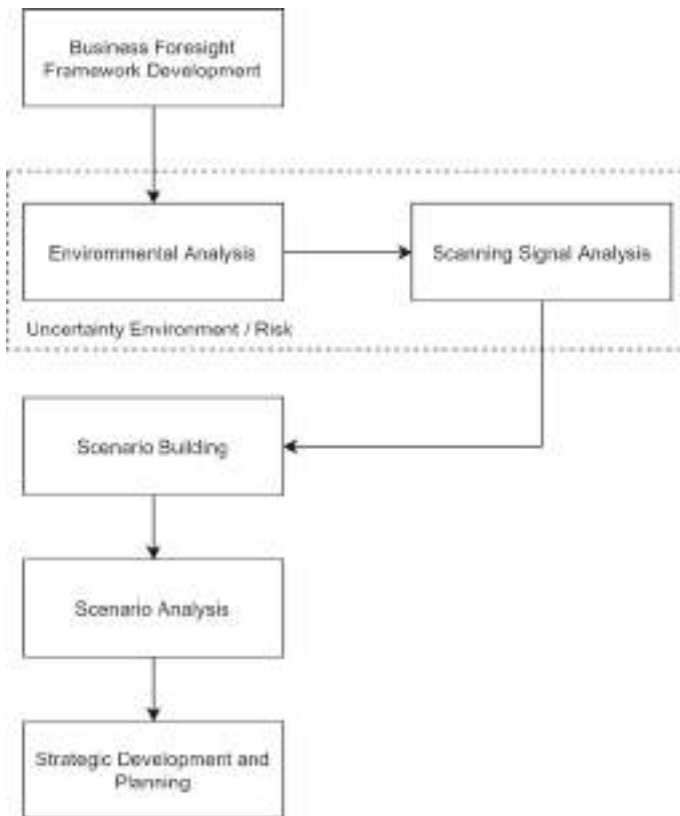 Business Foresight
Framework Development
Environmental Analysis
Scanning Signal Analysis
Uncertainty Environment / Risk
Scenario Building
Scenario Analysis
Strategic Development and
Planning